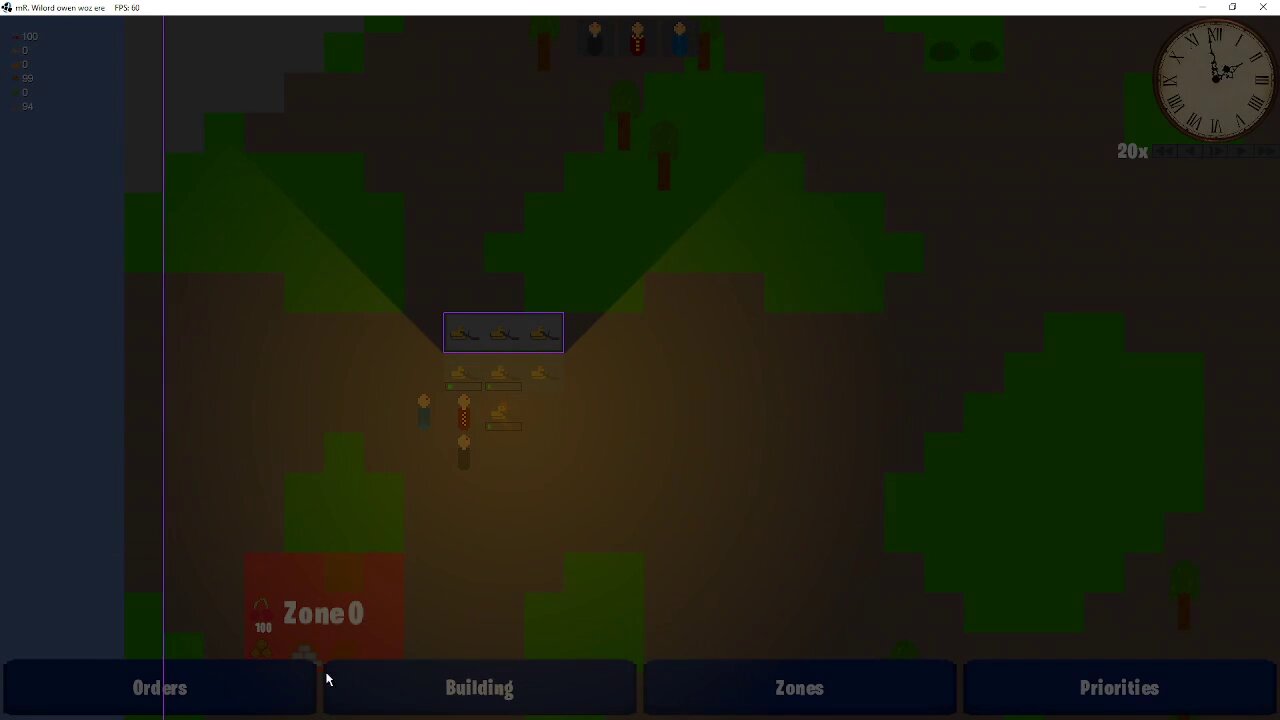 mR. Wilord owen woz ere FPS: 60
100
0
0
99
0
94
XII
20x
Zone 0
100
Orders
Building
Zones
Priorities